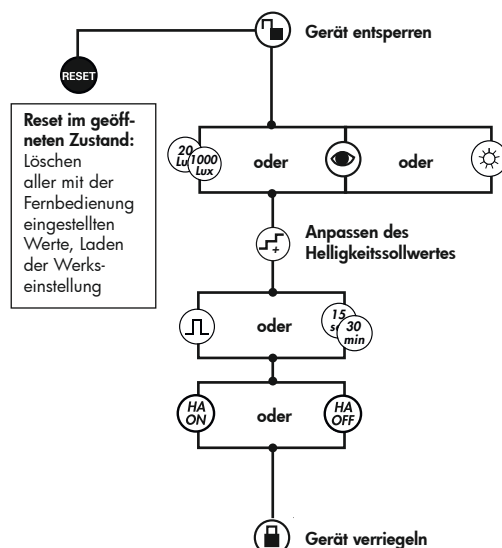 Gerät entsperren
RESET
Reset im geöff-
neten Zustand:
Löschen
aller mit der
Fernbedienung
eingestellten
Werte, Laden
der Werks-
einstellung
20
Lux
1000
Lux
oder
oder
+
Anpassen des
Helligkeitssollwertes
oder
15
30
min
HA
ON
oder
HA
OFF
Gerät verriegeln